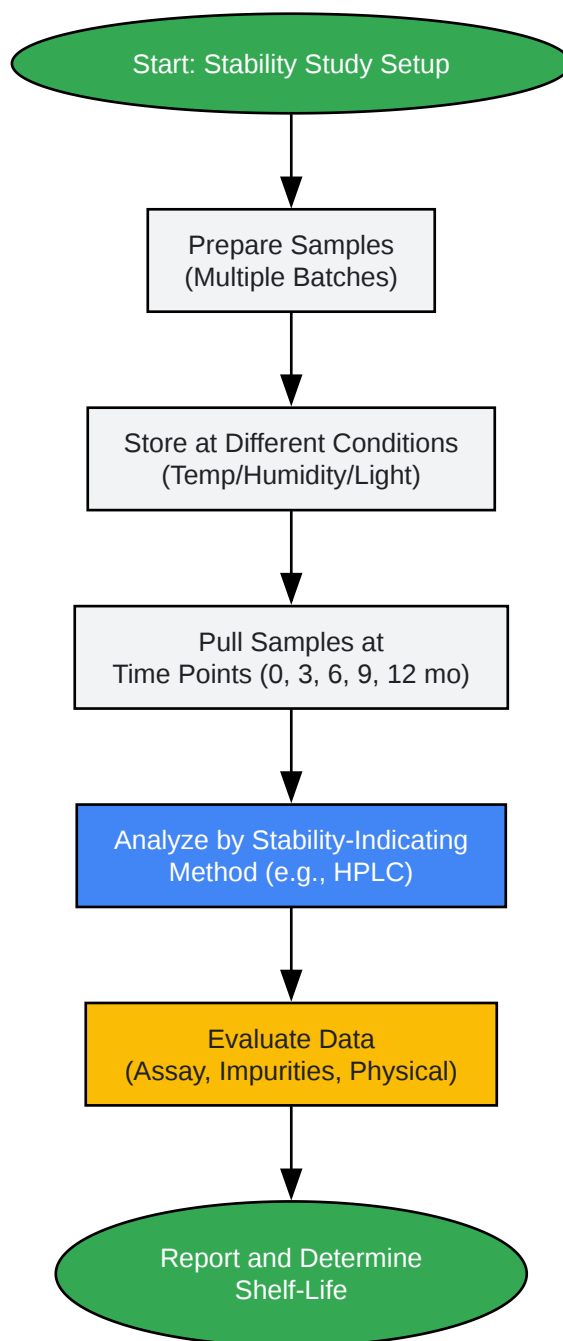 Start: Stability Study Setup
Prepare Samples
(Multiple Batches)
Store at Different Conditions
(Temp/Humidity/Light)
Pull Samples at
Time Points (0, 3, 6, 9, 12 mo)
Analyze by Stability-Indicating
Method (e.g., HPLC)
Evaluate Data
(Assay, Impurities, Physical)
Report and Determine
Shelf-Life